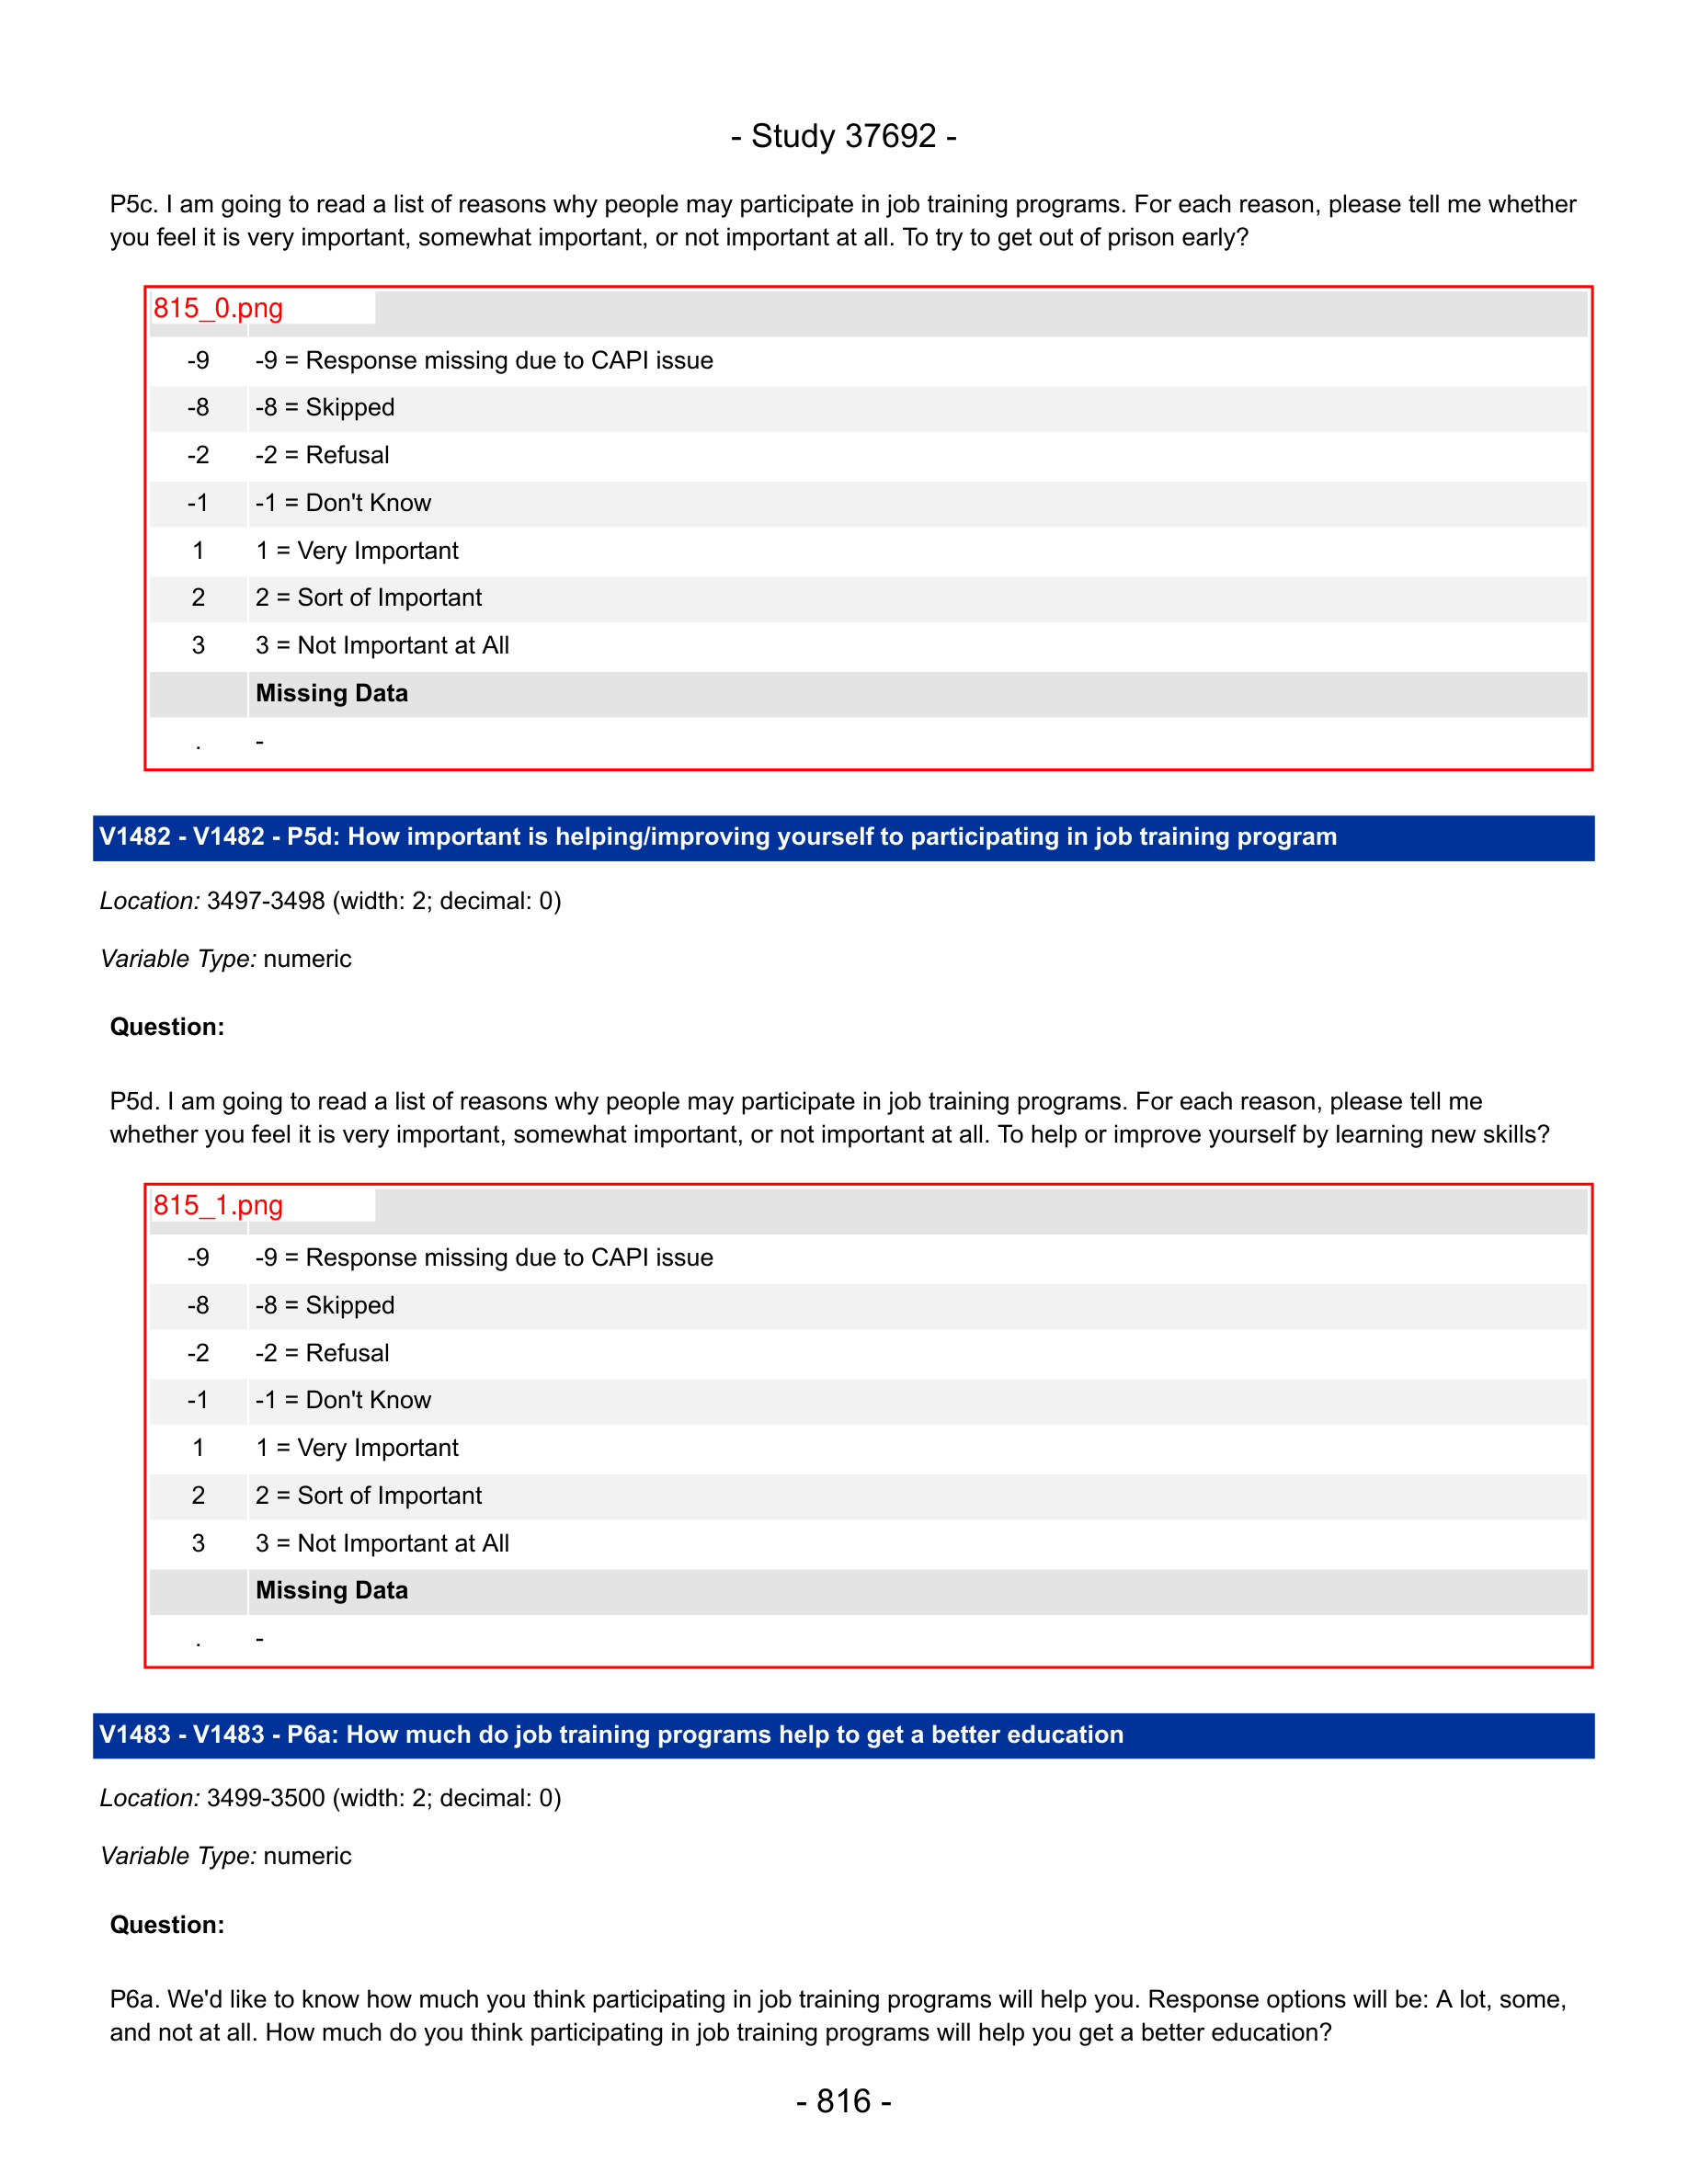 - Study 37692 -
P5c. I am going to read a list of reasons why people may participate in job training programs. For each reason, please tell me whether
you feel it is very important, somewhat important, or not important at all. To try to get out of prison early?
815_0.png
-9 -9 = Response missing due to CAPI issue
-8 -8 = Skipped
-2 -2 = Refusal
-1 -1 = Don't Know
1 1 = Very Important
2 2 = Sort of Important
3 3 = Not Important at All
Missing Data
. -
V1482 - V1482 - P5d: How important is helping/improving yourself to participating in job training program
Location: 3497-3498 (width: 2; decimal: 0)
Variable Type: numeric
Question:
P5d. I am going to read a list of reasons why people may participate in job training programs. For each reason, please tell me
whether you feel it is very important, somewhat important, or not important at all. To help or improve yourself by learning new skills?
815_1.png
-9 -9 = Response missing due to CAPI issue
-8 -8 = Skipped
-2 -2 = Refusal
-1 -1 = Don't Know
1 1 = Very Important
2 2 = Sort of Important
3 3 = Not Important at All
Missing Data
. -
V1483 - V1483 - P6a: How much do job training programs help to get a better education
Location: 3499-3500 (width: 2; decimal: 0)
Variable Type: numeric
Question:
P6a. We'd like to know how much you think participating in job training programs will help you. Response options will be: A lot, some,
and not at all. How much do you think participating in job training programs will help you get a better education?
- 816 -